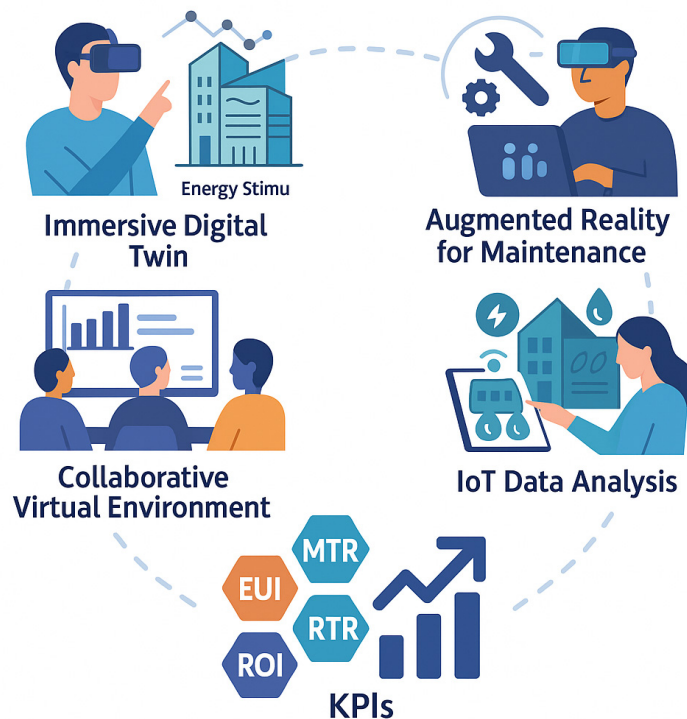 Energy Stimu
Immersive Digital
Twin
Augmented Reality
for Maintenance
Collaborative
Virtual Environment
IoT Data Analysis
MTR
EUI
RTR
ROI
KPIs